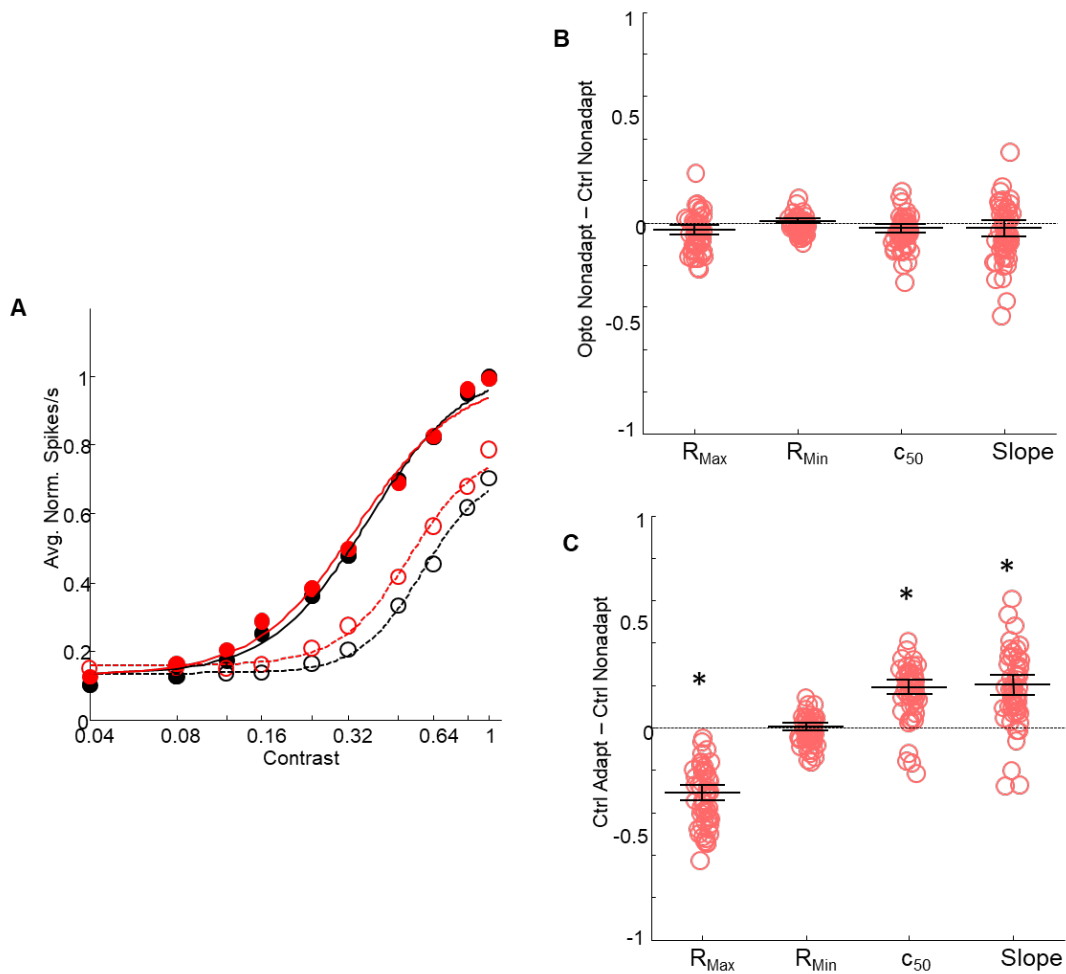 A
Avg. Norm. Spikes/s
1
0.8
0.6
0.4
0.2
0
0.04
0.08
0.16
0.32
0.64
1
Contrast
B
Opto Nonadapt – Ctrl Nonadapt
1
0.5
0
-0.5
-1
RMax
RMin
c50
Slope
C
Ctrl Adapt – Ctrl Nonadapt
1
0.5
0
-0.5
-1
*
*
*
RMax
RMin
c50
Slope